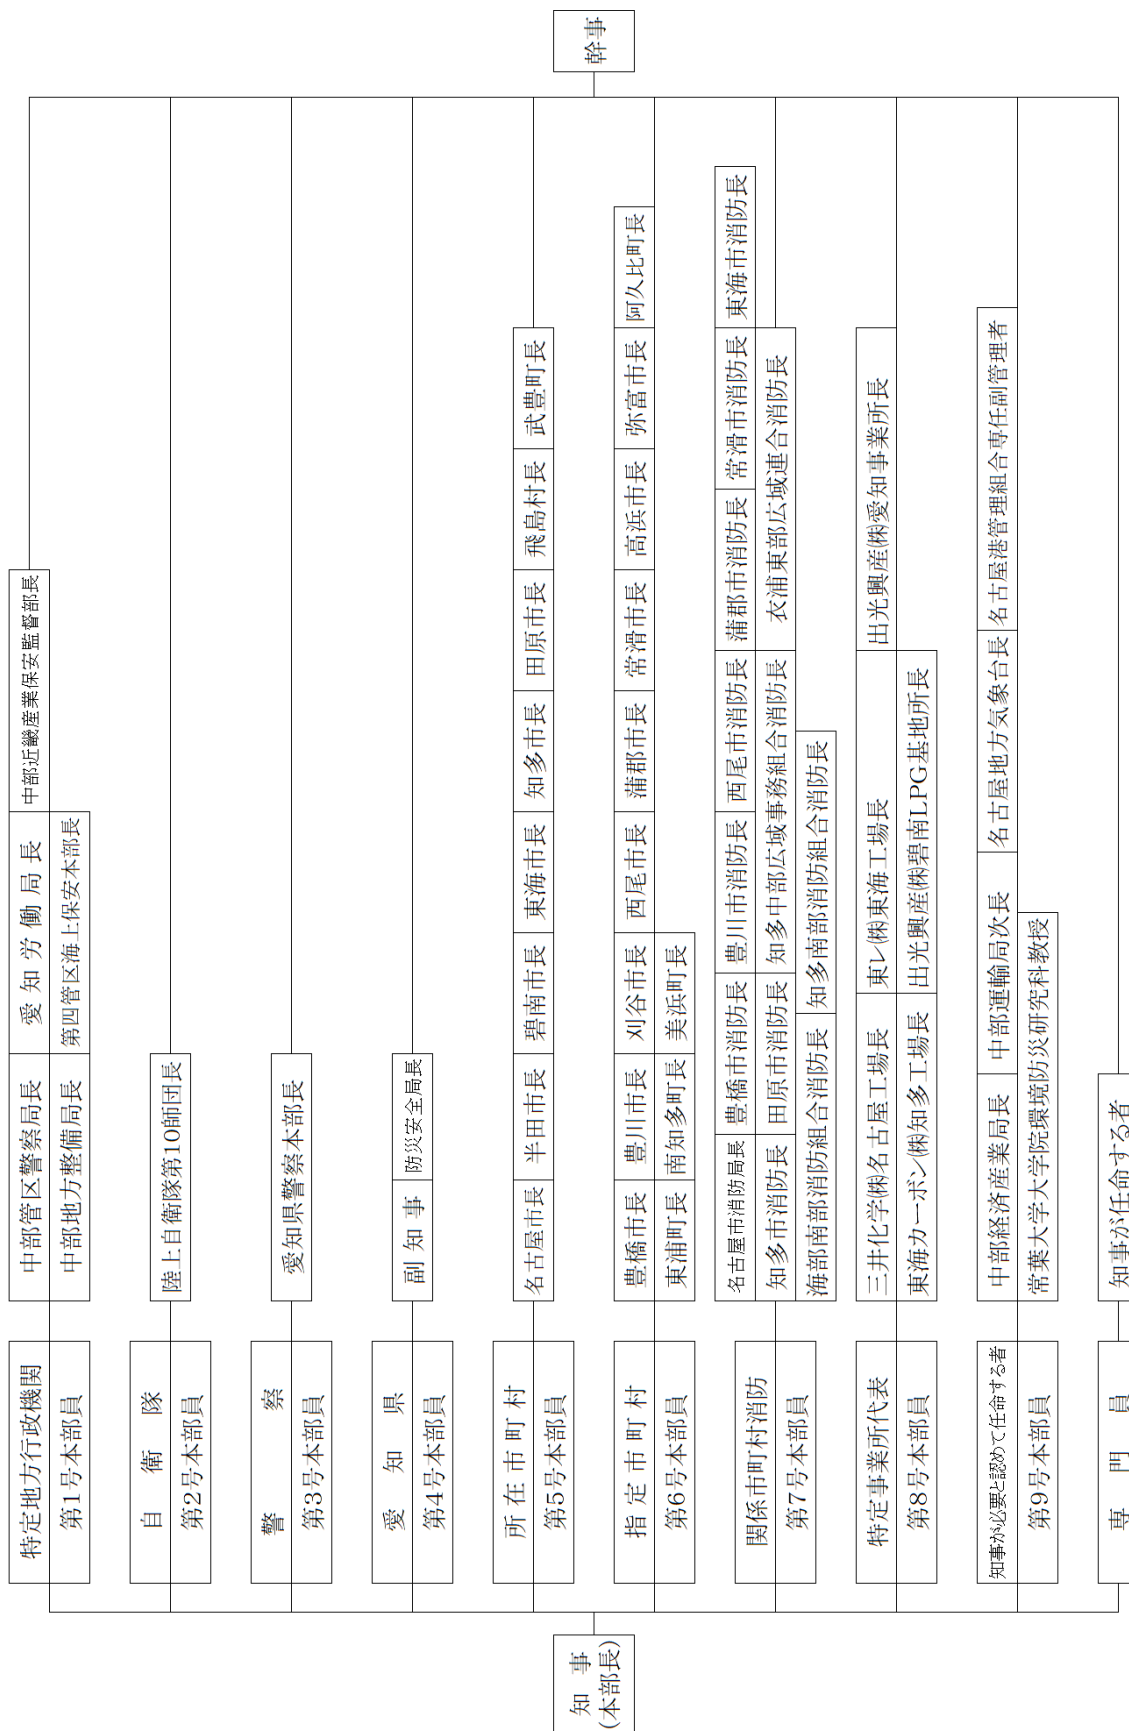 知事
(本部長)
特定地方行政機関
第1号本部員
中部管区警察局長
愛知労働局長
中部近畿産業保安監督部長
中部地方整備局長
第四管区海上保安本部長
自衛隊
第2号本部員
陸上自衛隊第10師団長
警察
第3号本部員
愛知県警察本部長
愛知県
第4号本部員
副知事
防災安全局長
所在市町村
第5号本部員
名古屋市長
半田市長
碧南市長
東海市長
知多市長
田原市長
飛島村長
武豊町長
指定市町村
第6号本部員
豊橋市長
豊川市長
刈谷市長
西尾市長
蒲郡市長
常滑市長
高浜市長
弥富市長
阿久比町長
東浦町長
南知多町長
美浜町長
関係市町村消防
第7号本部員
名古屋市消防局長
豊橋市消防長
豊川市消防長
西尾市消防長
蒲郡市消防長
常滑市消防長
東海市消防長
知多市消防長
田原市消防長
知多中部広域事務組合消防長
衣浦東部広域連合消防長
海部南部消防組合消防長
知多南部消防組合消防長
特定事業所代表
第8号本部員
三井化学㈱名古屋工場長
東レ㈱東海工場長
出光興産㈱愛知事業所長
東海カーボン㈱知多工場長
出光興産㈱碧南LPG基地所長
知事が必要と認めて任命する者
第9号本部員
中部経済産業局長
中部運輸局次長
名古屋地方気象台長
名古屋港管理組合専任副管理者
常葉大学大学院環境防災研究科教授
専門員
知事が任命する者
幹事